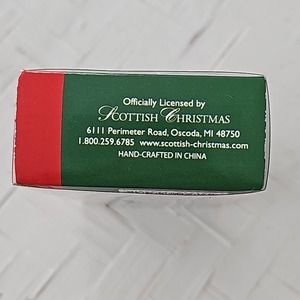 Officially Licensed by
SCOTTISH CHRISTMAS
6111 Perimeter Road, Oscoda, MI 48750
1.800.259.6785 www.scottish-christmas.com
HAND-CRAFTED IN CHINA